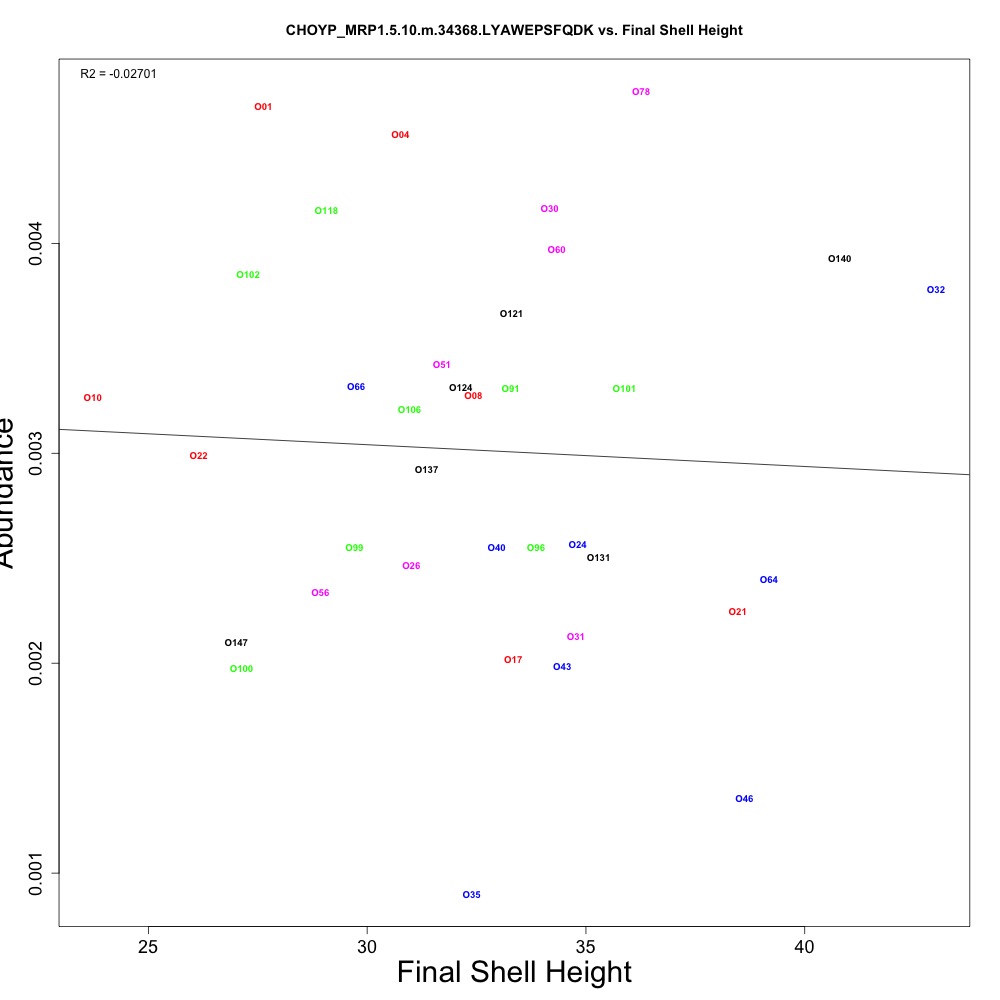 CHOYP_MRP1.5.10.m.34368.LYAWEPSFQDK vs. Final Shell Height
R2 = -0.02701
O78
O01
O04
O30
O118
O60
0.004
O140
O102
O32
O121
O51
O66
O124
O91
O101
O08
O10
O106
0.003
O22
O137
Abundance
O24
O99
O40
O96
O131
O26
O64
O56
O21
O31
O147
O17
0.002
O43
O100
O46
0.001
O35
25 30 35 40
Final Shell Height